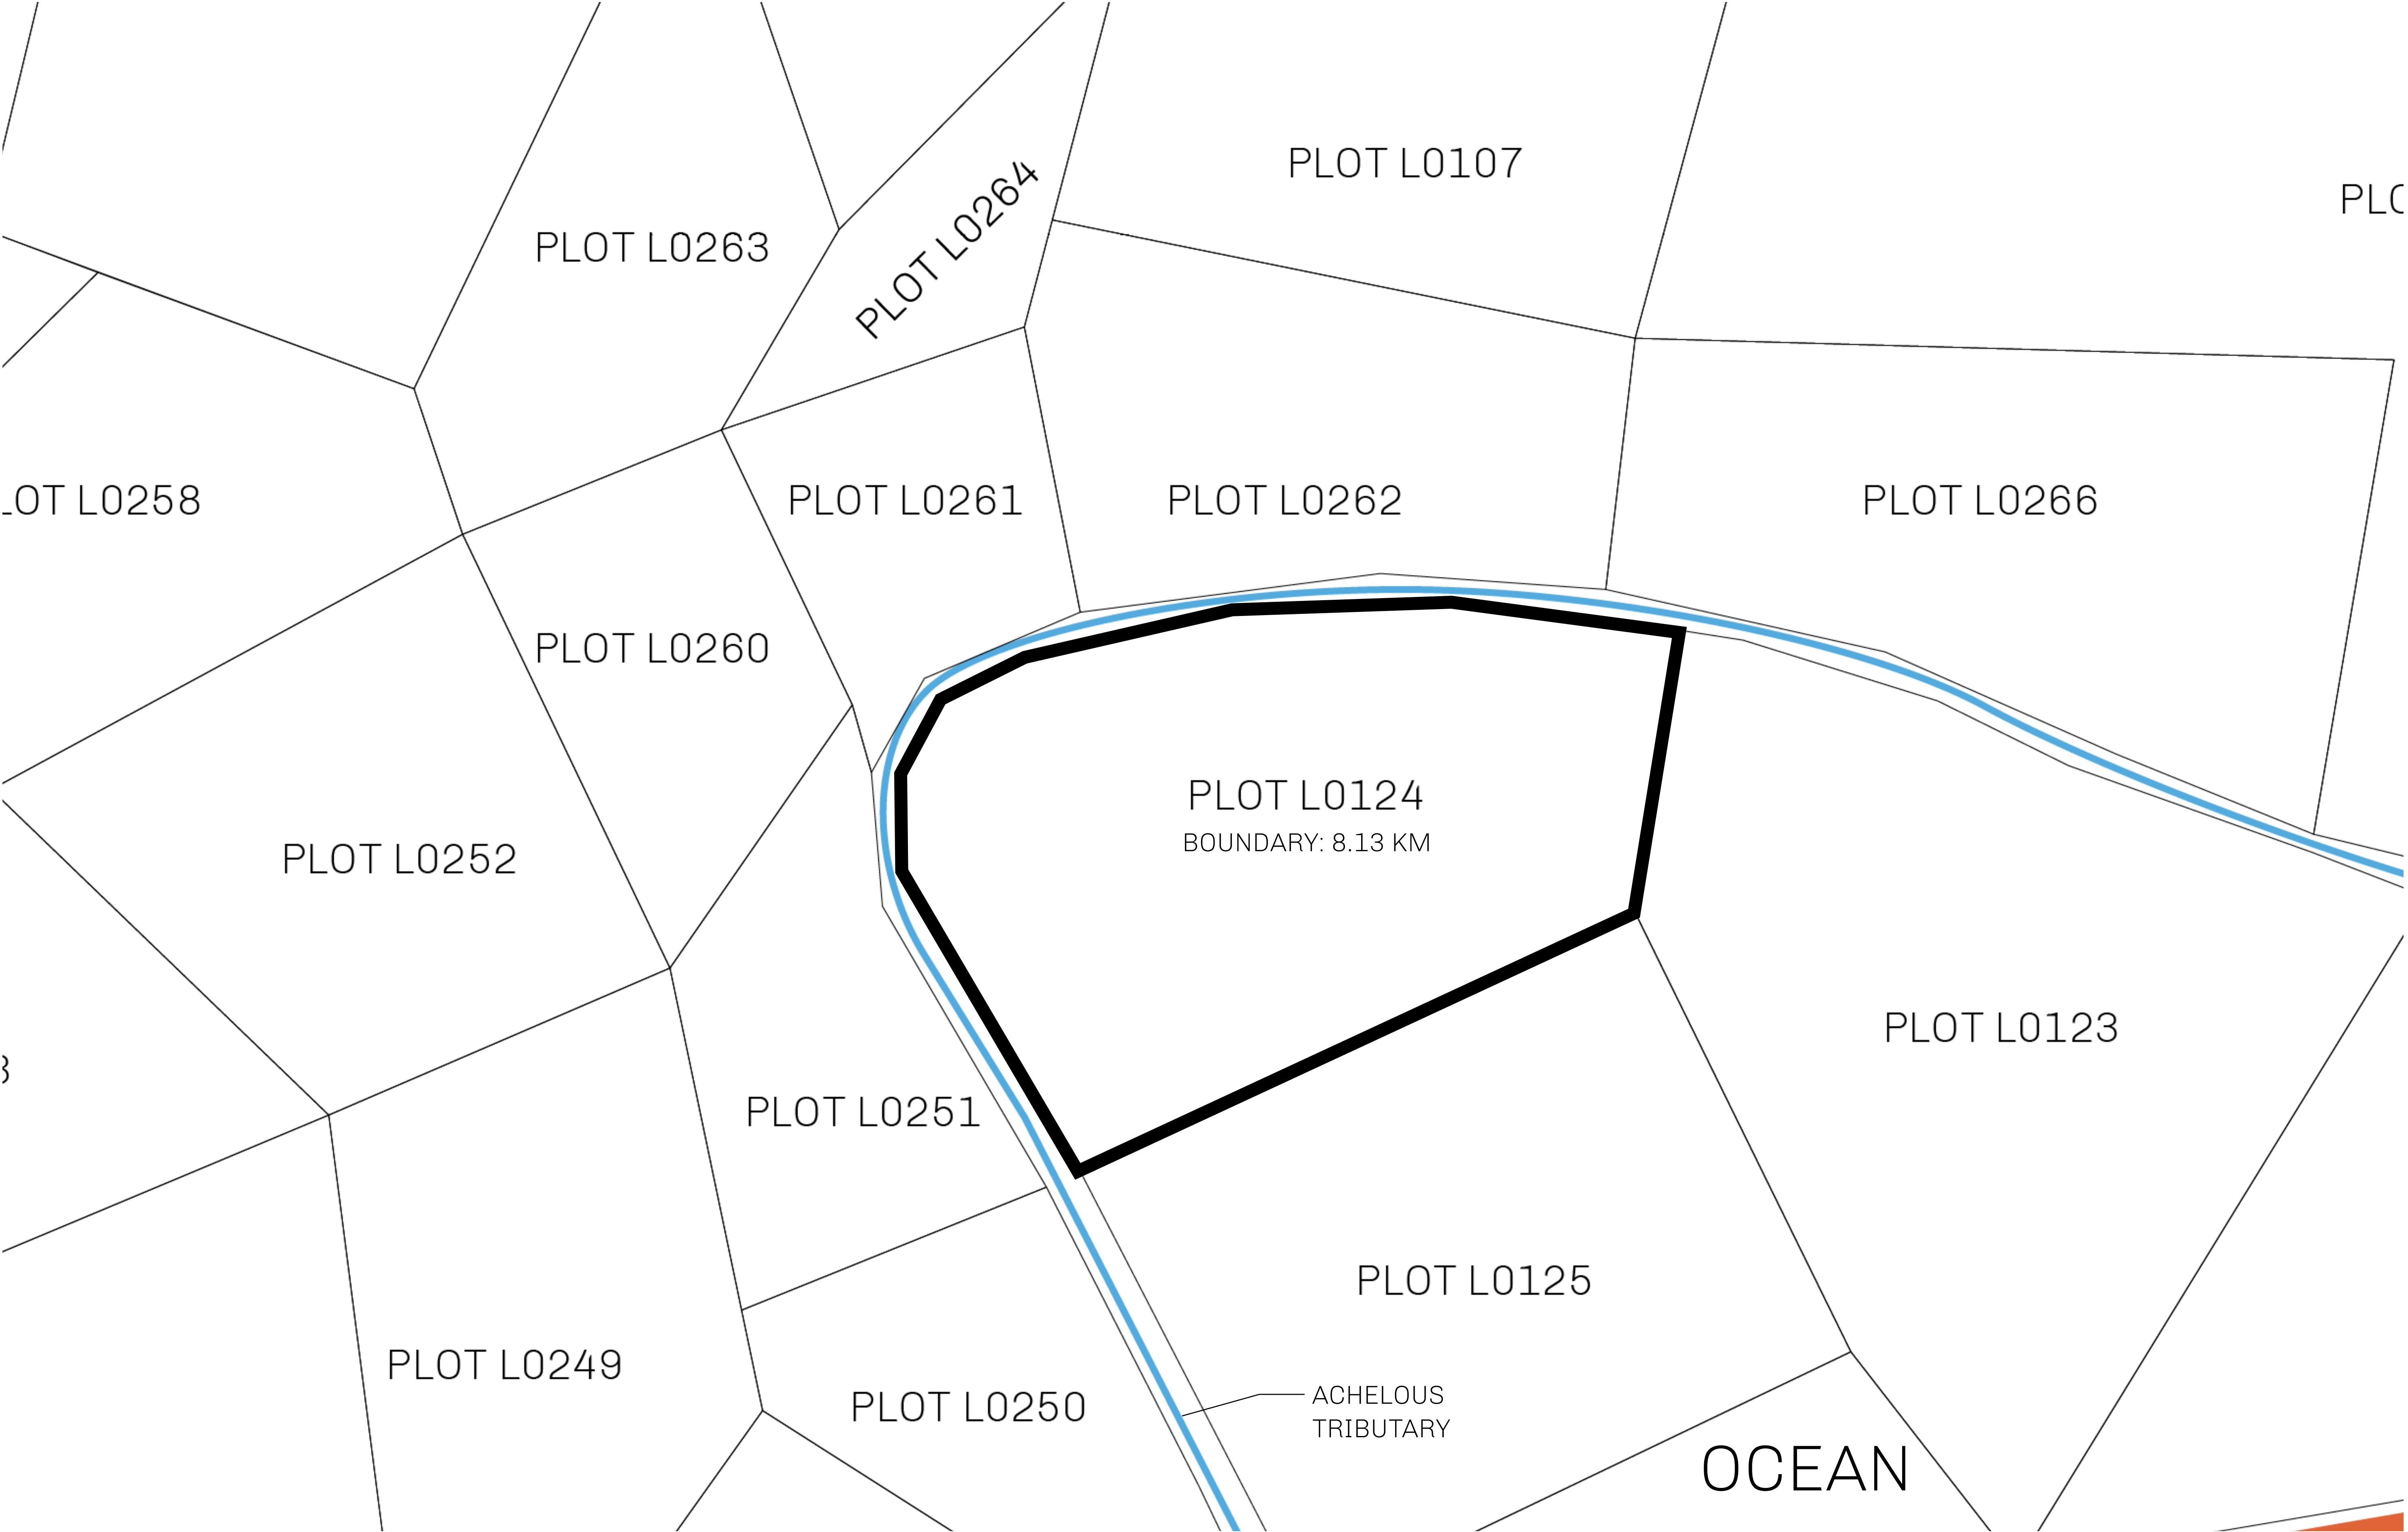 PLOT L0107
PLOT L0264
PLOT L0263
PLOT L0258
PLOT L0261
PLOT L0262
PLOT L0266
PLOT L0260
PLOT L0124
BOUNDARY: 8.13 KM
PLOT L0252
PLOT L0123
PLOT L0251
PLOT L0125
PLOT L0249
PLOT L0250
ACHELOUS
TRIBUTARY
OCEAN